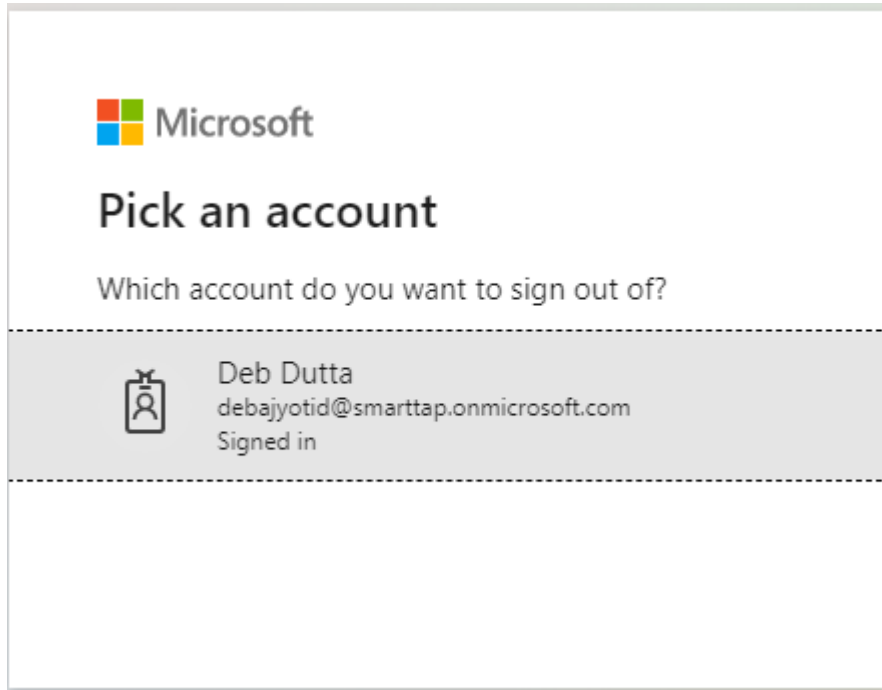 Microsoft
Pick an account
Which account do you want to sign out of?
Deb Dutta
debajyotid@smarttap.onmicrosoft.com
Signed in